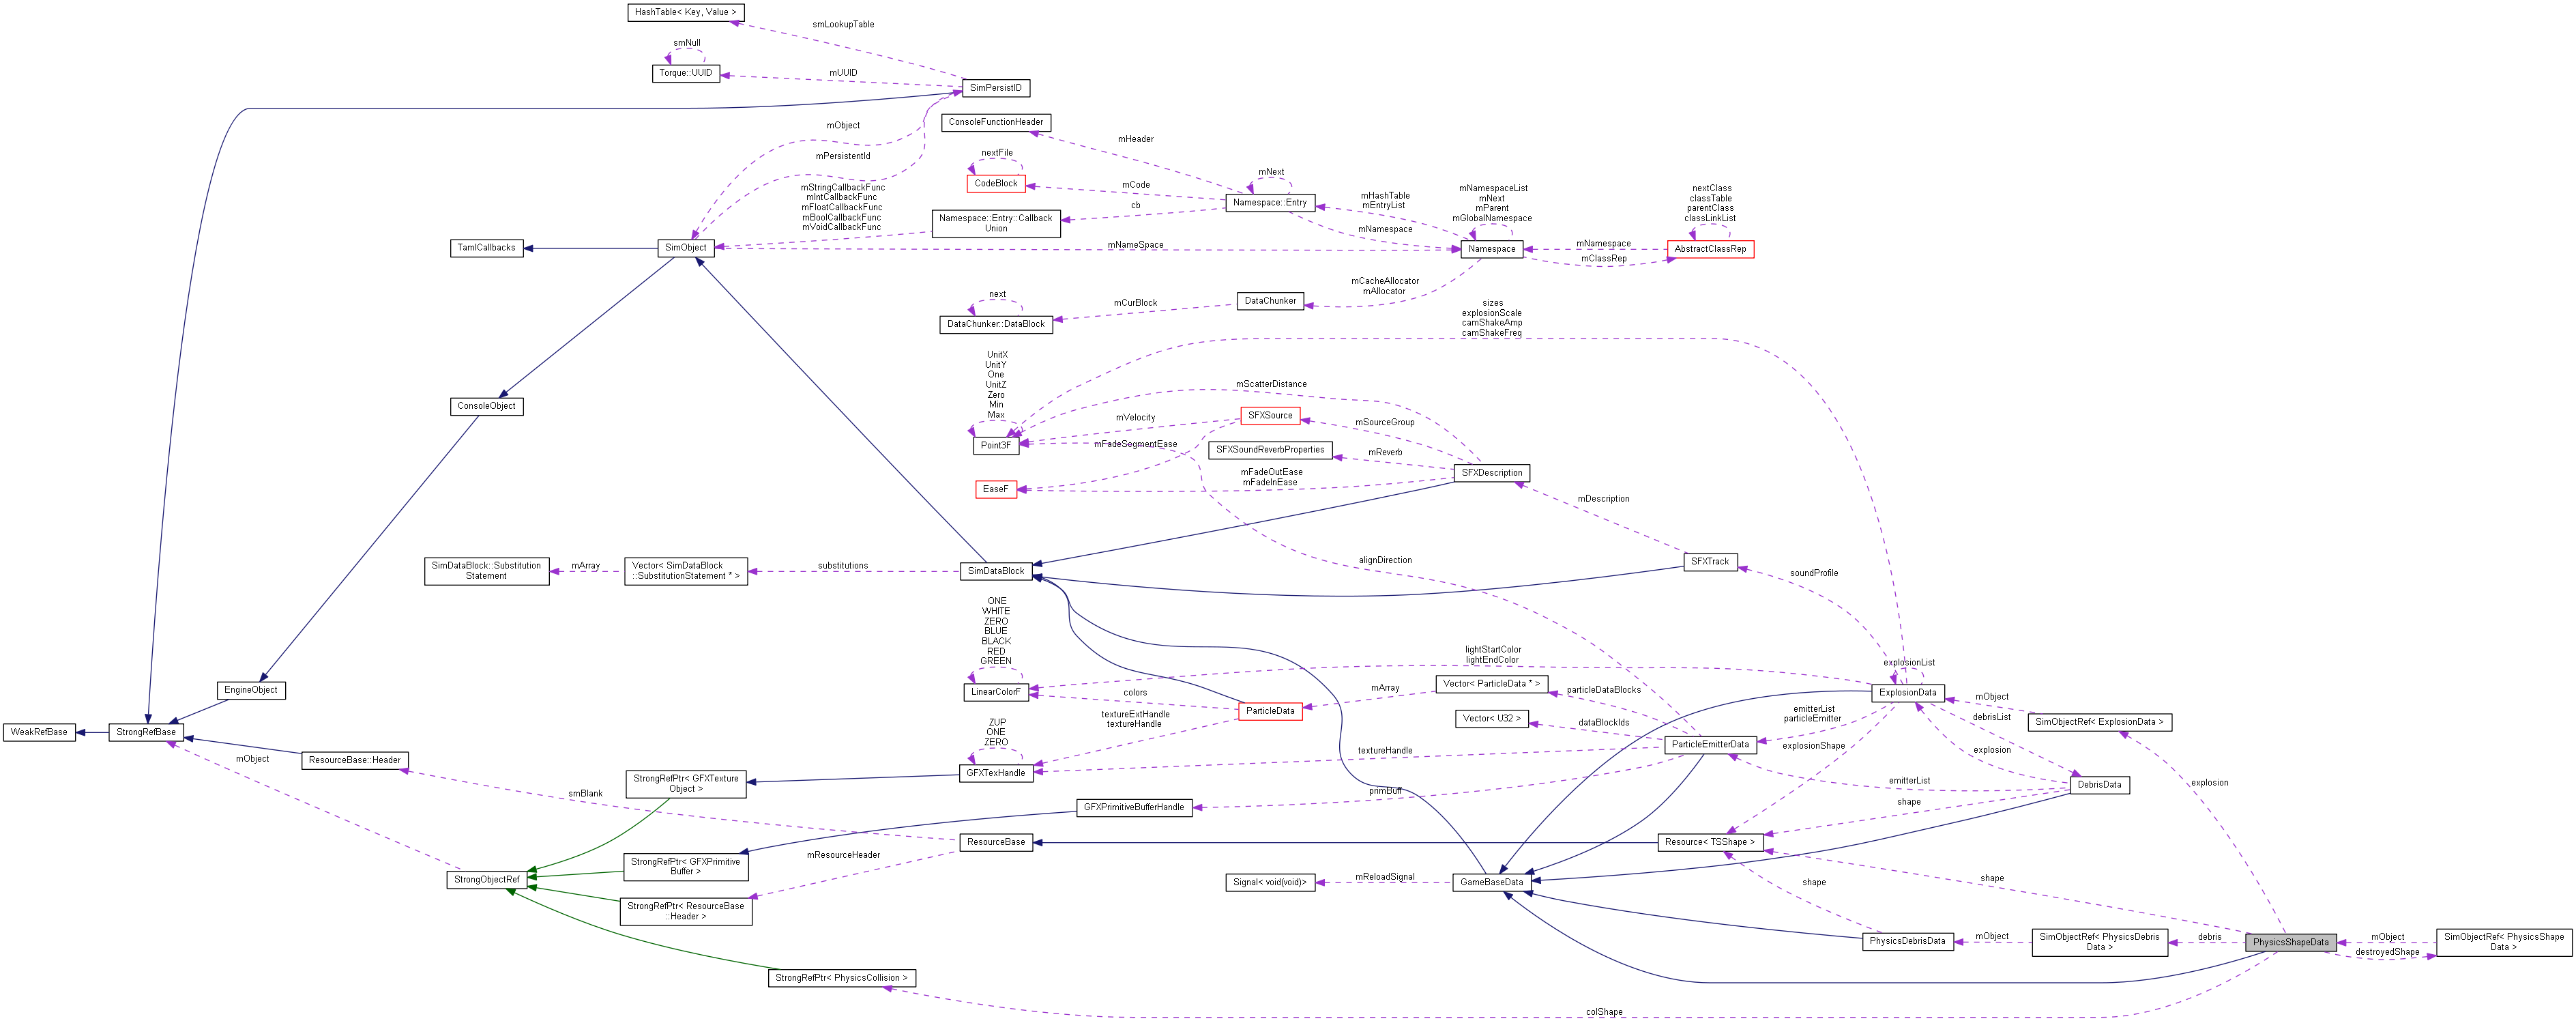 HashTable< Key, Value >
smLookupTable
smNull
Torque::UUID
mUUID
SimPersistID
mObject
mPersistentId
ConsoleFunctionHeader
mHeader
nextFile
CodeBlock
mCode
mNext
Namespace::Entry
cb
Namespace::Entry::Callback
Union
mStringCallbackFunc
mIntCallbackFunc
mFloatCallbackFunc
mBoolCallbackFunc
mVoidCallbackFunc
mHashTable
mEntryList
mNamespace
mNamespaceList
mNext
mParent
mGlobalNamespace
Namespace
nextClass
classTable
parentClass
classLinkList
AbstractClassRep
mNamespace
mClassRep
TamlCallbacks
SimObject
mNameSpace
mCacheAllocator
mAllocator
DataChunker
mCurBlock
next
DataChunker::DataBlock
sizes
explosionScale
camShakeAmp
camShakeFreq
UnitX
UnitY
One
UnitZ
Zero
Min
Max
Point3F
mScatterDistance
ConsoleObject
mVelocity
SFXSource
mSourceGroup
mFadeSegmentEase
SFXSoundReverbProperties
mReverb
SFXDescription
EaseF
mFadeOutEase
mFadeInEase
mDescription
SimDataBlock::Substitution
Statement
mArray
Vector< SimDataBlock
::SubstitutionStatement * >
substitutions
SimDataBlock
alignDirection
SFXTrack
soundProfile
ONE
WHITE
ZERO
BLUE
BLACK
RED
GREEN
LinearColorF
lightStartColor
lightEndColor
explosionList
ExplosionData
EngineObject
colors
ParticleData
mArray
Vector< ParticleData * >
particleDataBlocks
textureExtHandle
textureHandle
Vector< U32 >
dataBlockIds
emitterList
particleEmitter
debrisList
mObject
SimObjectRef< ExplosionData >
WeakRefBase
StrongRefBase
ZUP
ONE
ZERO
GFXTexHandle
textureHandle
ParticleEmitterData
explosionShape
explosion
mObject
ResourceBase::Header
StrongRefPtr< GFXTexture
Object >
smBlank
primBuff
emitterList
DebrisData
explosion
GFXPrimitiveBufferHandle
shape
ResourceBase
Resource< TSShape >
mResourceHeader
StrongRefPtr< GFXPrimitive
Buffer >
StrongObjectRef
Signal< void(void)>
mReloadSignal
GameBaseData
shape
shape
StrongRefPtr< ResourceBase
::Header >
PhysicsDebrisData
mObject
SimObjectRef< PhysicsDebris
Data >
debris
PhysicsShapeData
mObject
destroyedShape
SimObjectRef< PhysicsShape
Data >
StrongRefPtr< PhysicsCollision >
colShape